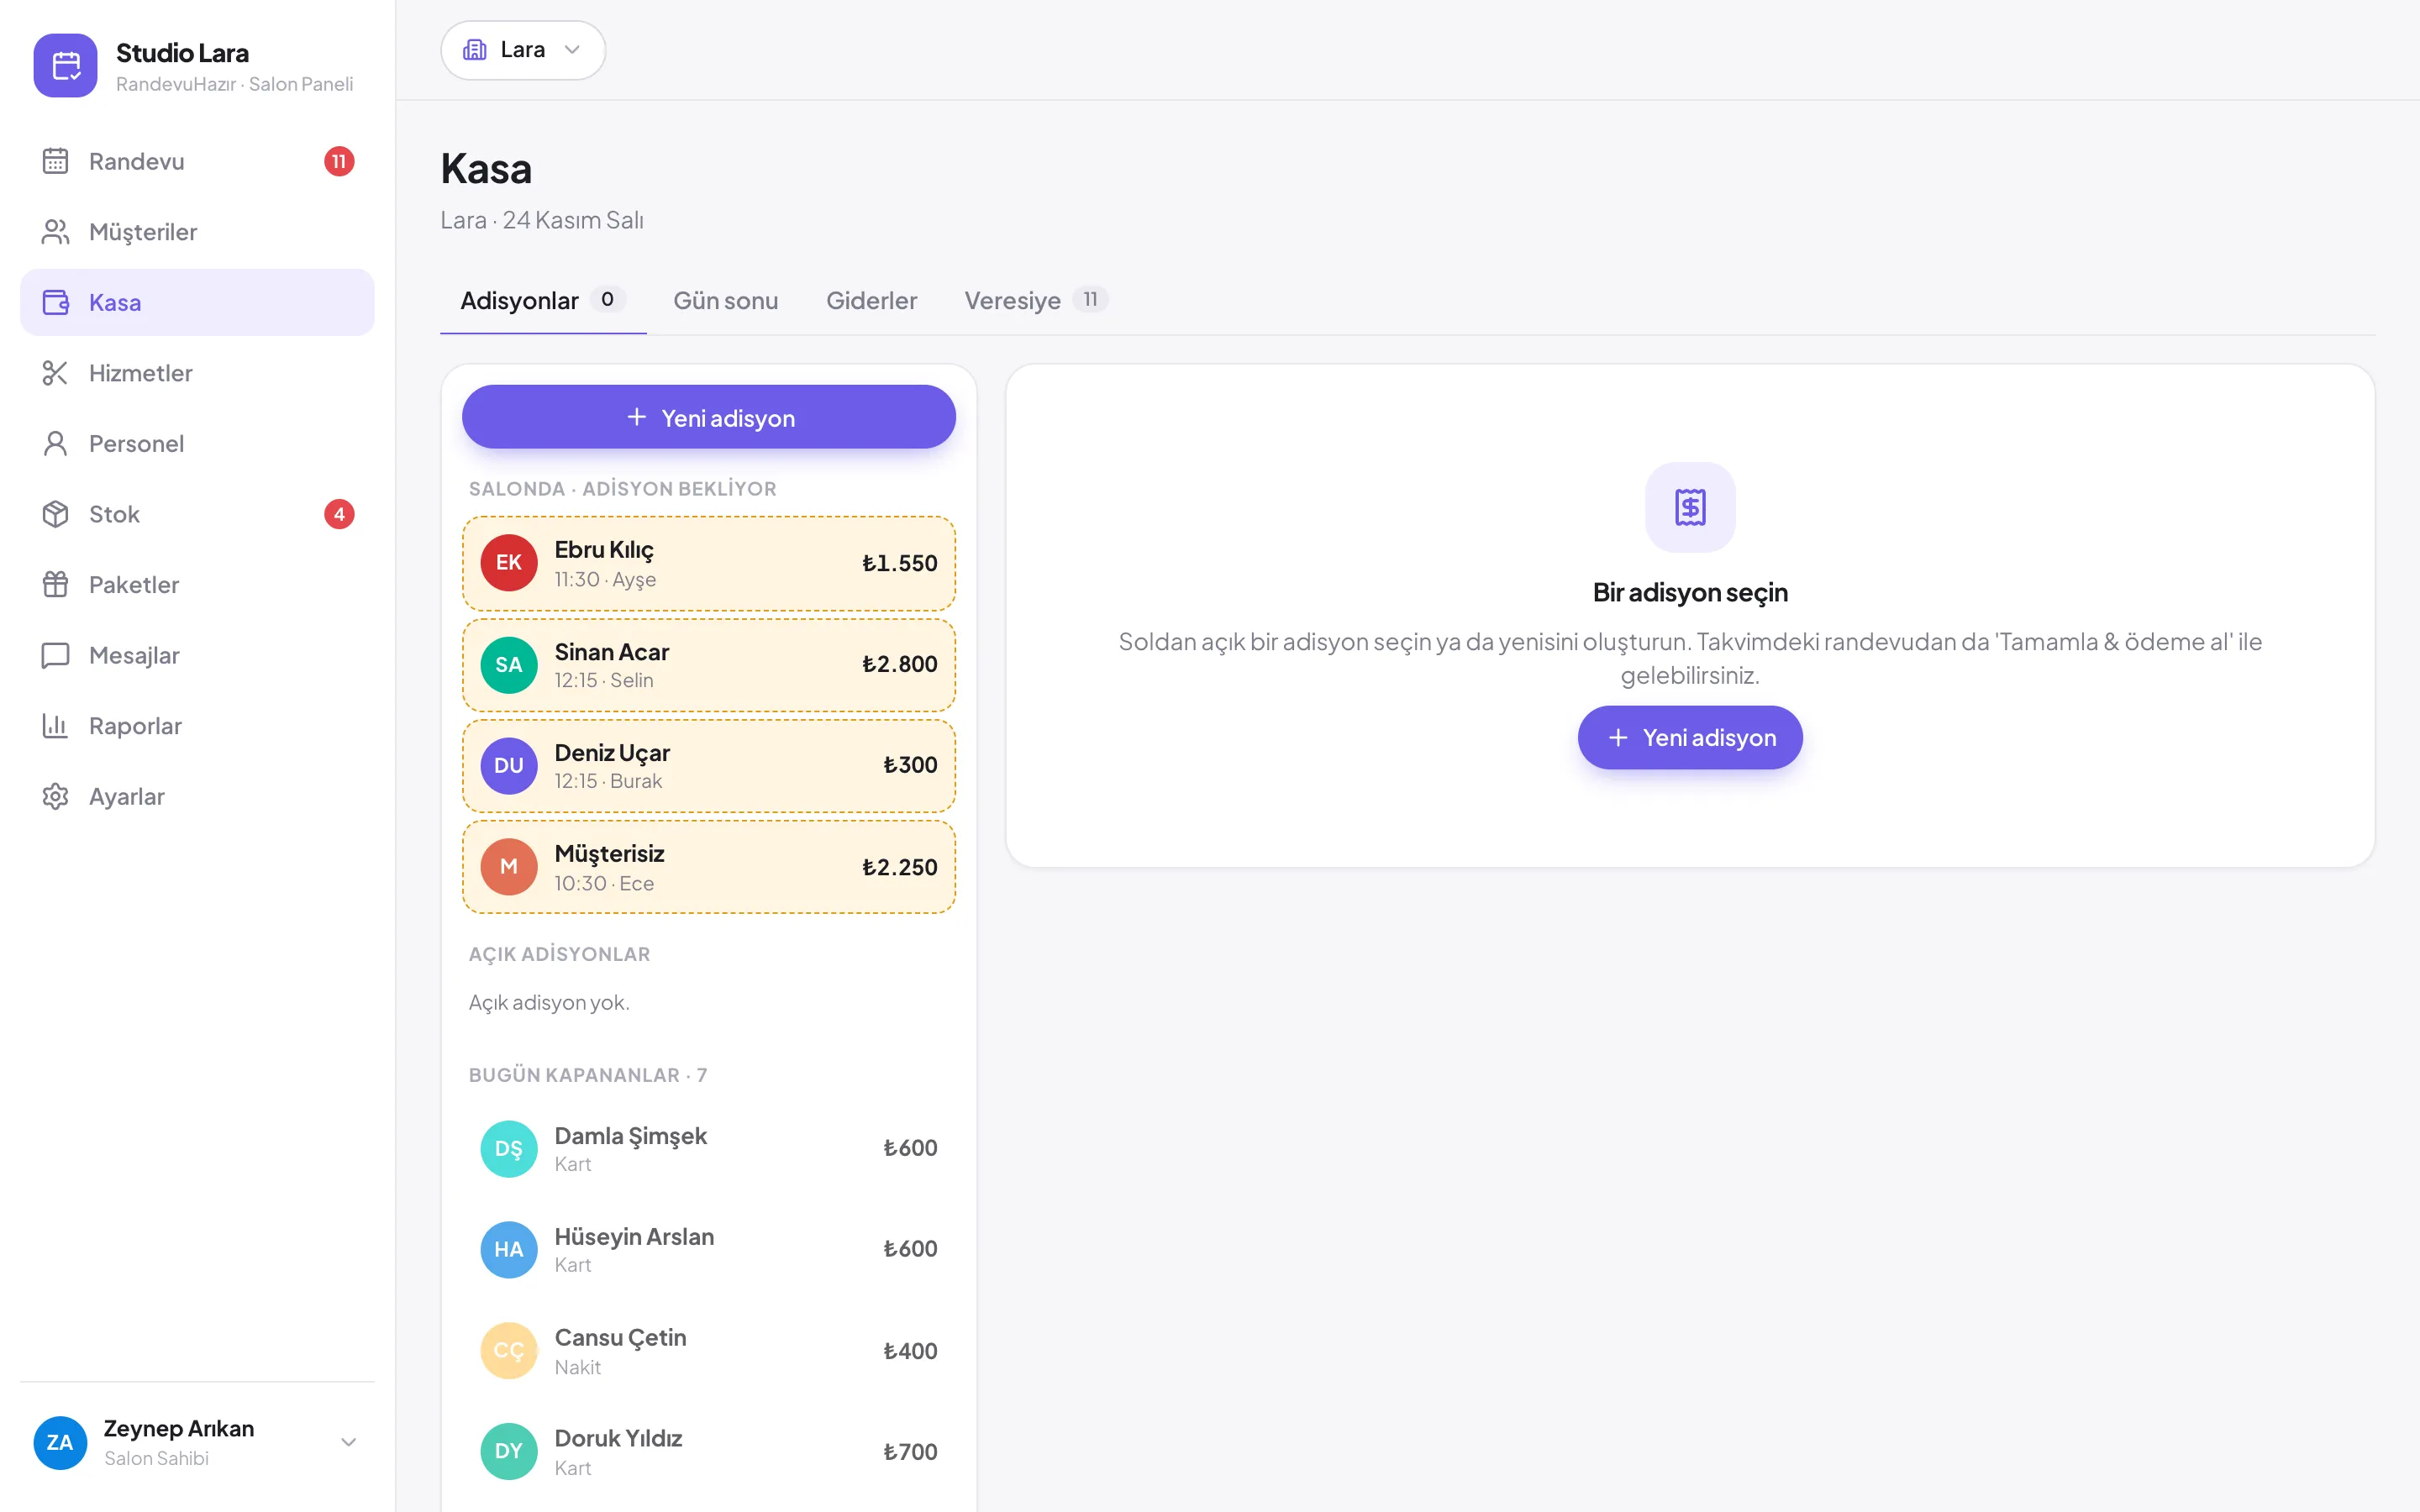 Studio Lara
RandevuHazır · Salon Paneli
Randevu 11
Müşteriler
Kasa
Hizmetler
Personel
Stok 4
Paketler
Mesajlar
Raporlar
Ayarlar
ZA
Zeynep Arıkan
Salon Sahibi
Lara
Kasa
Lara · 24 Kasım Salı
Adisyonlar 0 Gün sonu Giderler Veresiye 11
+ Yeni adisyon
SALONDA · ADİSYON BEKLİYOR
EK
Ebru Kılıç
11:30 · Ayşe
₺1.550
SA
Sinan Acar
12:15 · Selin
₺2.800
DU
Deniz Uçar
12:15 · Burak
₺300
M
Müşterisiz
10:30 · Ece
₺2.250
AÇIK ADİSYONLAR
Açık adisyon yok.
BUGÜN KAPANANLAR · 7
DŞ
Damla Şimşek
Kart
₺600
HA
Hüseyin Arslan
Kart
₺600
CÇ
Cansu Çetin
Nakit
₺400
DY
Doruk Yıldız
Kart
₺700
Bir adisyon seçin
Soldan açık bir adisyon seçin ya da yenisini oluşturun. Takvimdeki randevudan da 'Tamamla & ödeme al' ile
gelebilirsiniz.
+ Yeni adisyon